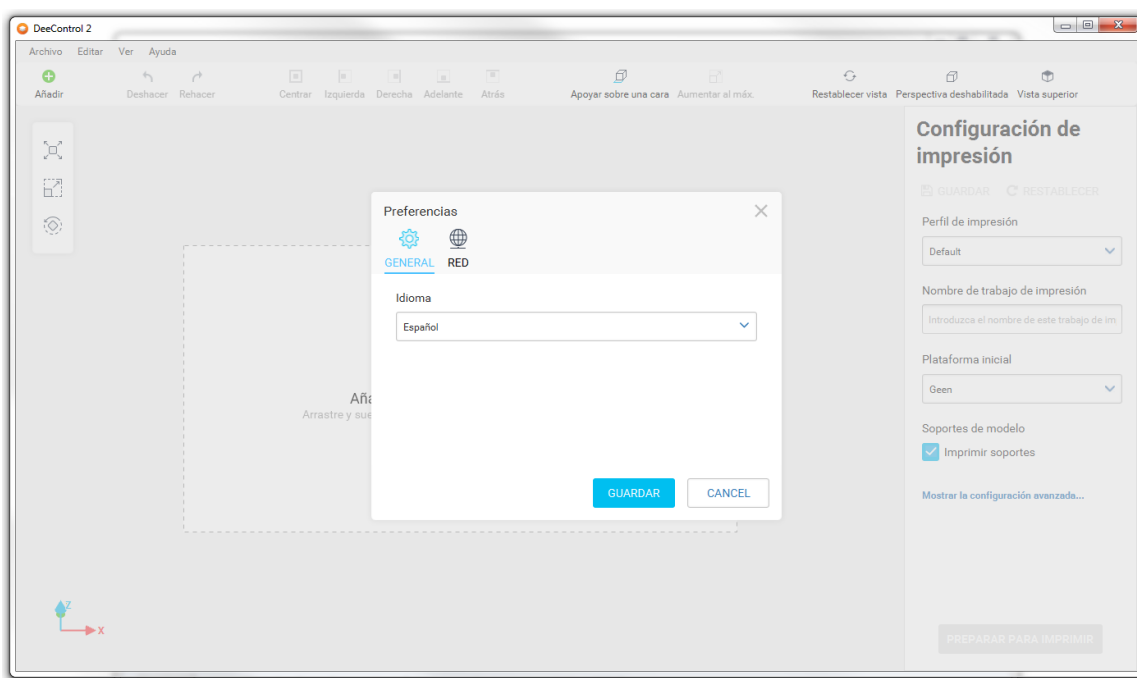 DeeControl 2
Archivo Editar Ver Ayuda
Añadir Deshacer Rehacer Centrar Izquierda Derecha Adelante Atrás Apoyar sobre una cara Aumentar al máx. Restablecer vista Perspectiva deshabilitada Vista superior
Configuración de
impresión
GUARDAR RESTABLECER
Perfil de impresión
Default
Nombre de trabajo de impresión
Introduzca el nombre de este trabajo de im
Plataforma inicial
Geen
Soportes de modelo
Imprimir soportes
Mostrar la configuración avanzada...
PREPARAR PARA IMPRIMIR
Preferencias
GENERAL RED
Idioma
Español
GUARDAR CANCEL
Arrastre y sue
Z
X